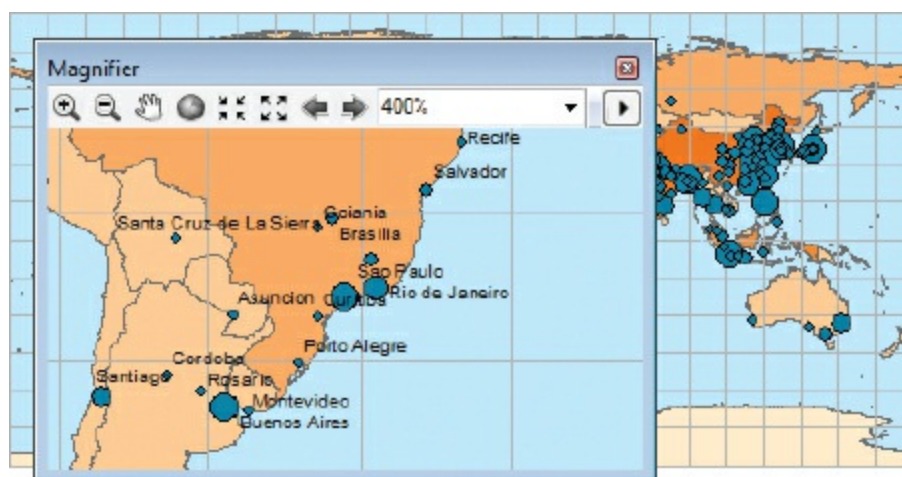 Magnifier
400%
Recife
Salvador
Goiania
Santa Cruz de La Sierra
Brasilia
Sao Paulo
Rio de Janeiro
Asuncion
Curitiba
Porto Alegre
Cordoba
Santiago
Rosario
Montevideo
Buenos Aires